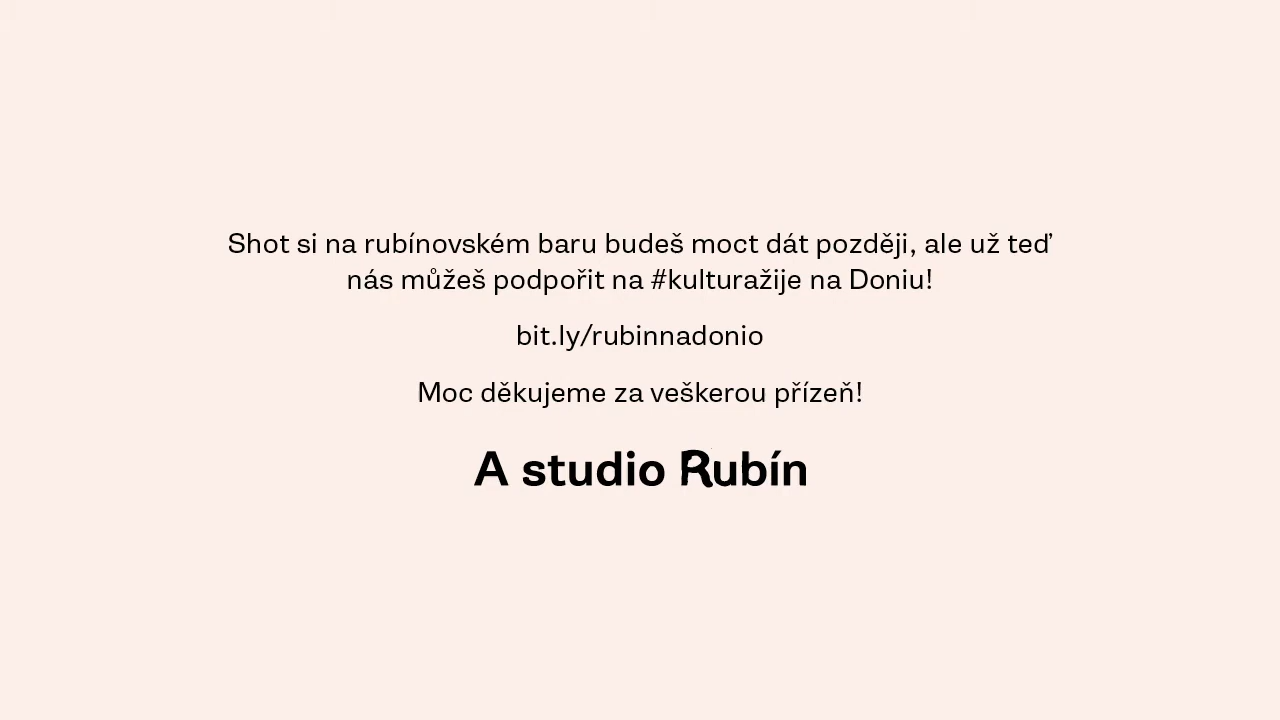 Shot si na rubínovském baru budeš moct dát později, ale už teď
nás můžeš podpořit na #kulturažije na Doniu!
bit.ly/rubinnadonio
Moc děkujeme za veškerou přízeň!
A studio Rubín